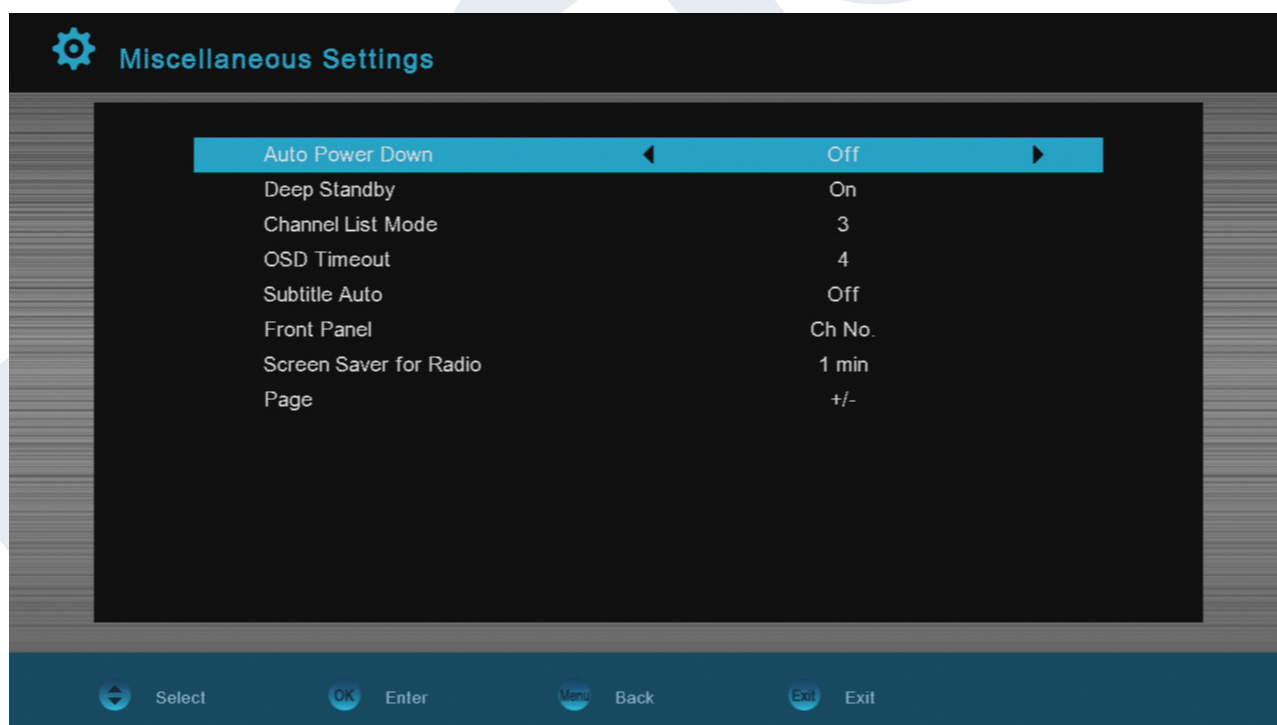 Miscellaneous Settings
Auto Power Down Off
Deep Standby On
Channel List Mode 3
OSD Timeout 4
Subtitle Auto Off
Front Panel Ch No.
Screen Saver for Radio 1 min
Page +/-
Select OK Enter Menu Back Exit Exit